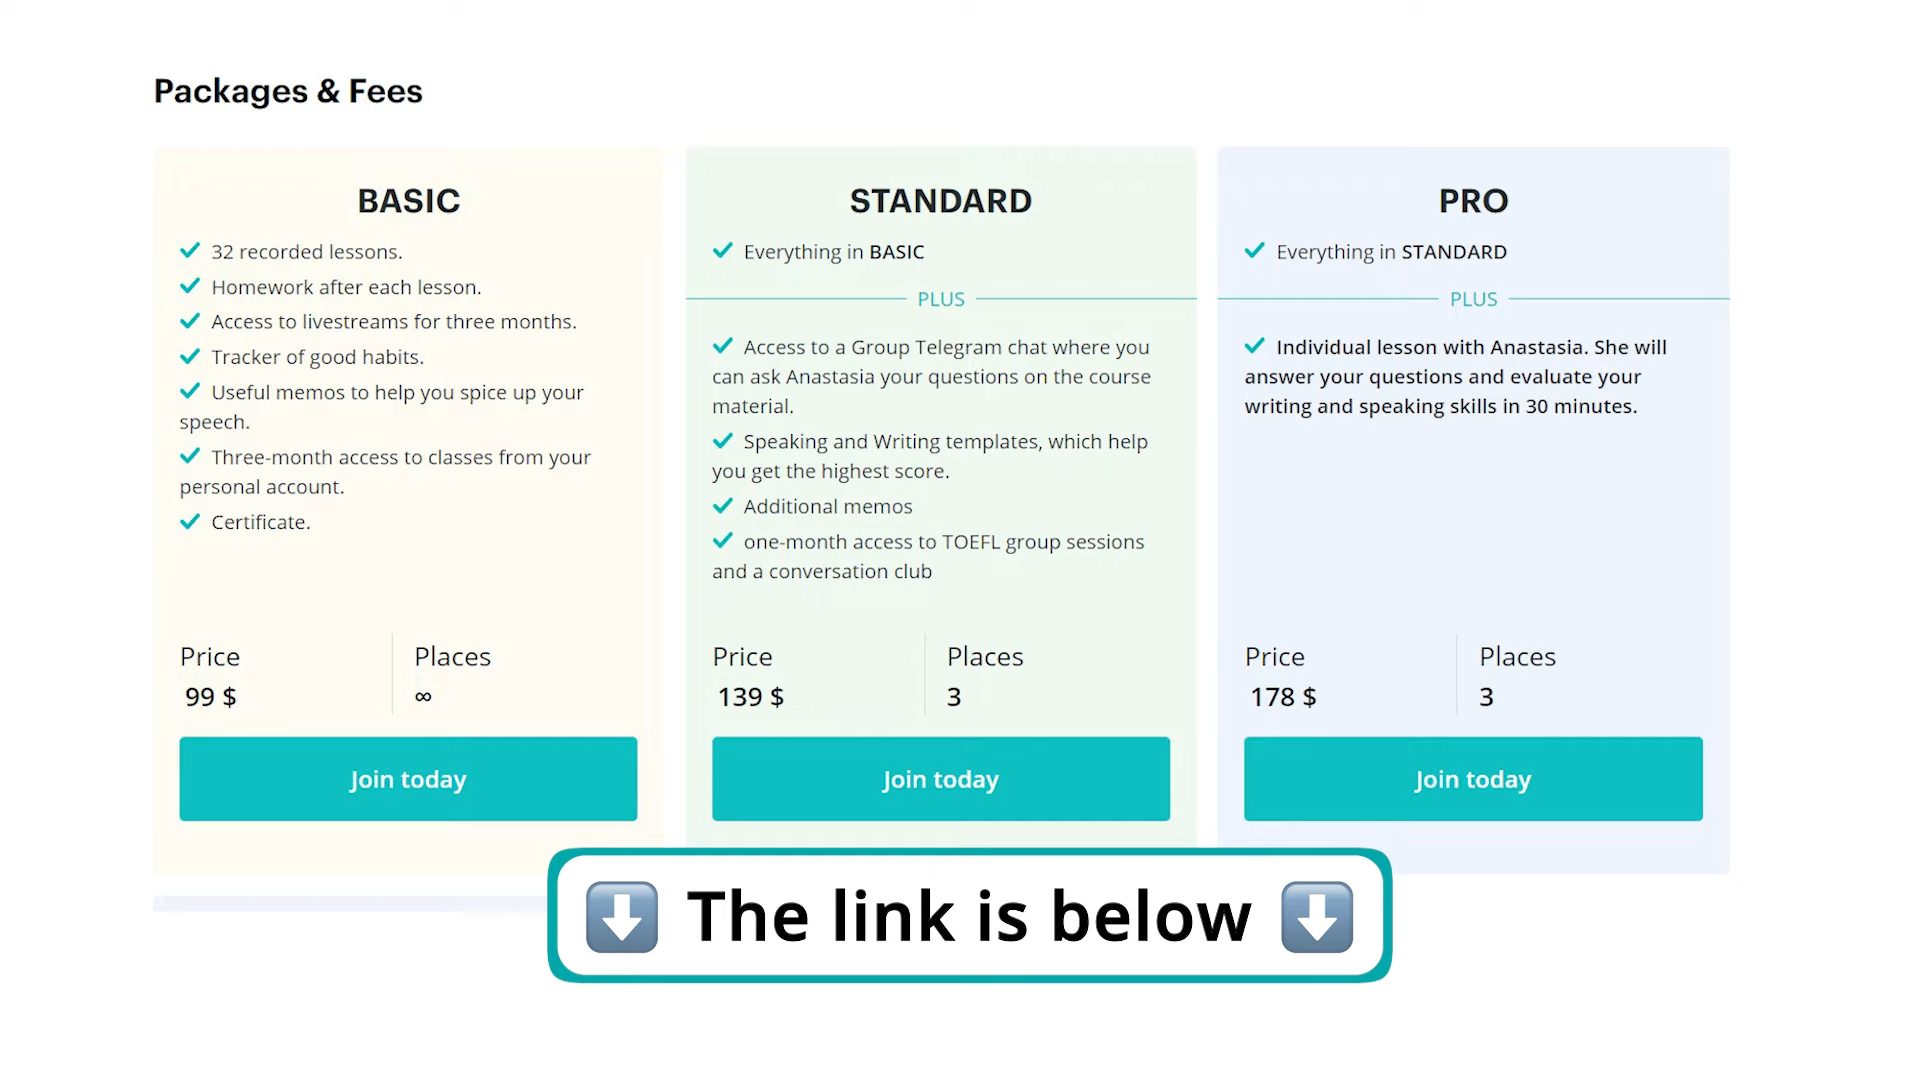 Packages & Fees
BASIC
32 recorded lessons.
Homework after each lesson.
Access to livestreams for three months.
Tracker of good habits.
Useful memos to help you spice up your
speech.
Three-month access to classes from your
personal account.
Certificate.
Price
Places
99 $
∞
Join today
STANDARD
Everything in BASIC
PLUS
Access to a Group Telegram chat where you
can ask Anastasia your questions on the course
material.
Speaking and Writing templates, which help
you get the highest score.
Additional memos
one-month access to TOEFL group sessions
and a conversation club
Price
Places
139 $
3
Join today
PRO
Everything in STANDARD
PLUS
Individual lesson with Anastasia. She will
answer your questions and evaluate your
writing and speaking skills in 30 minutes.
Price
Places
178 $
3
Join today
The link is below